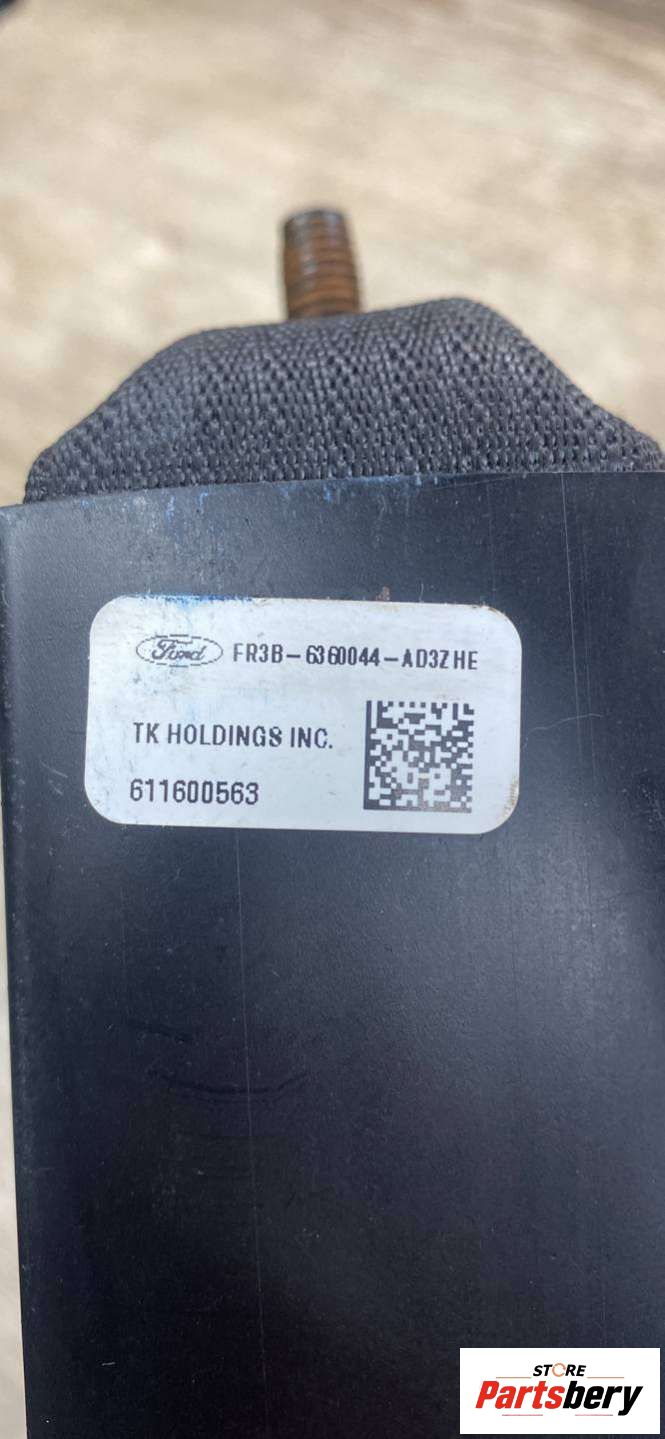 Ford FR3B-6360044-AD3ZHE
TK HOLDINGS INC.
611600563
STORE
Partsbery